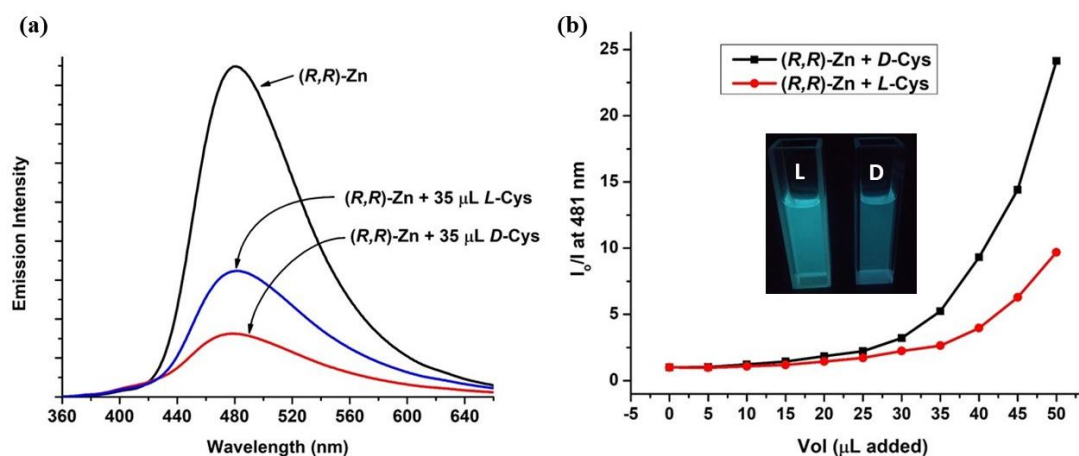 (a)
(R,R)-Zn
(R,R)-Zn + 35 μL L-Cys
(R,R)-Zn + 35 μL D-Cys
Emission Intensity
360 400 440 480 520 560 600 640
Wavelength (nm)
(b)
(R,R)-Zn + D-Cys
(R,R)-Zn + L-Cys
L D
I₀/I at 481 nm
25
20
15
10
5
0
-5 0 5 10 15 20 25 30 35 40 45 50
Vol (μL added)